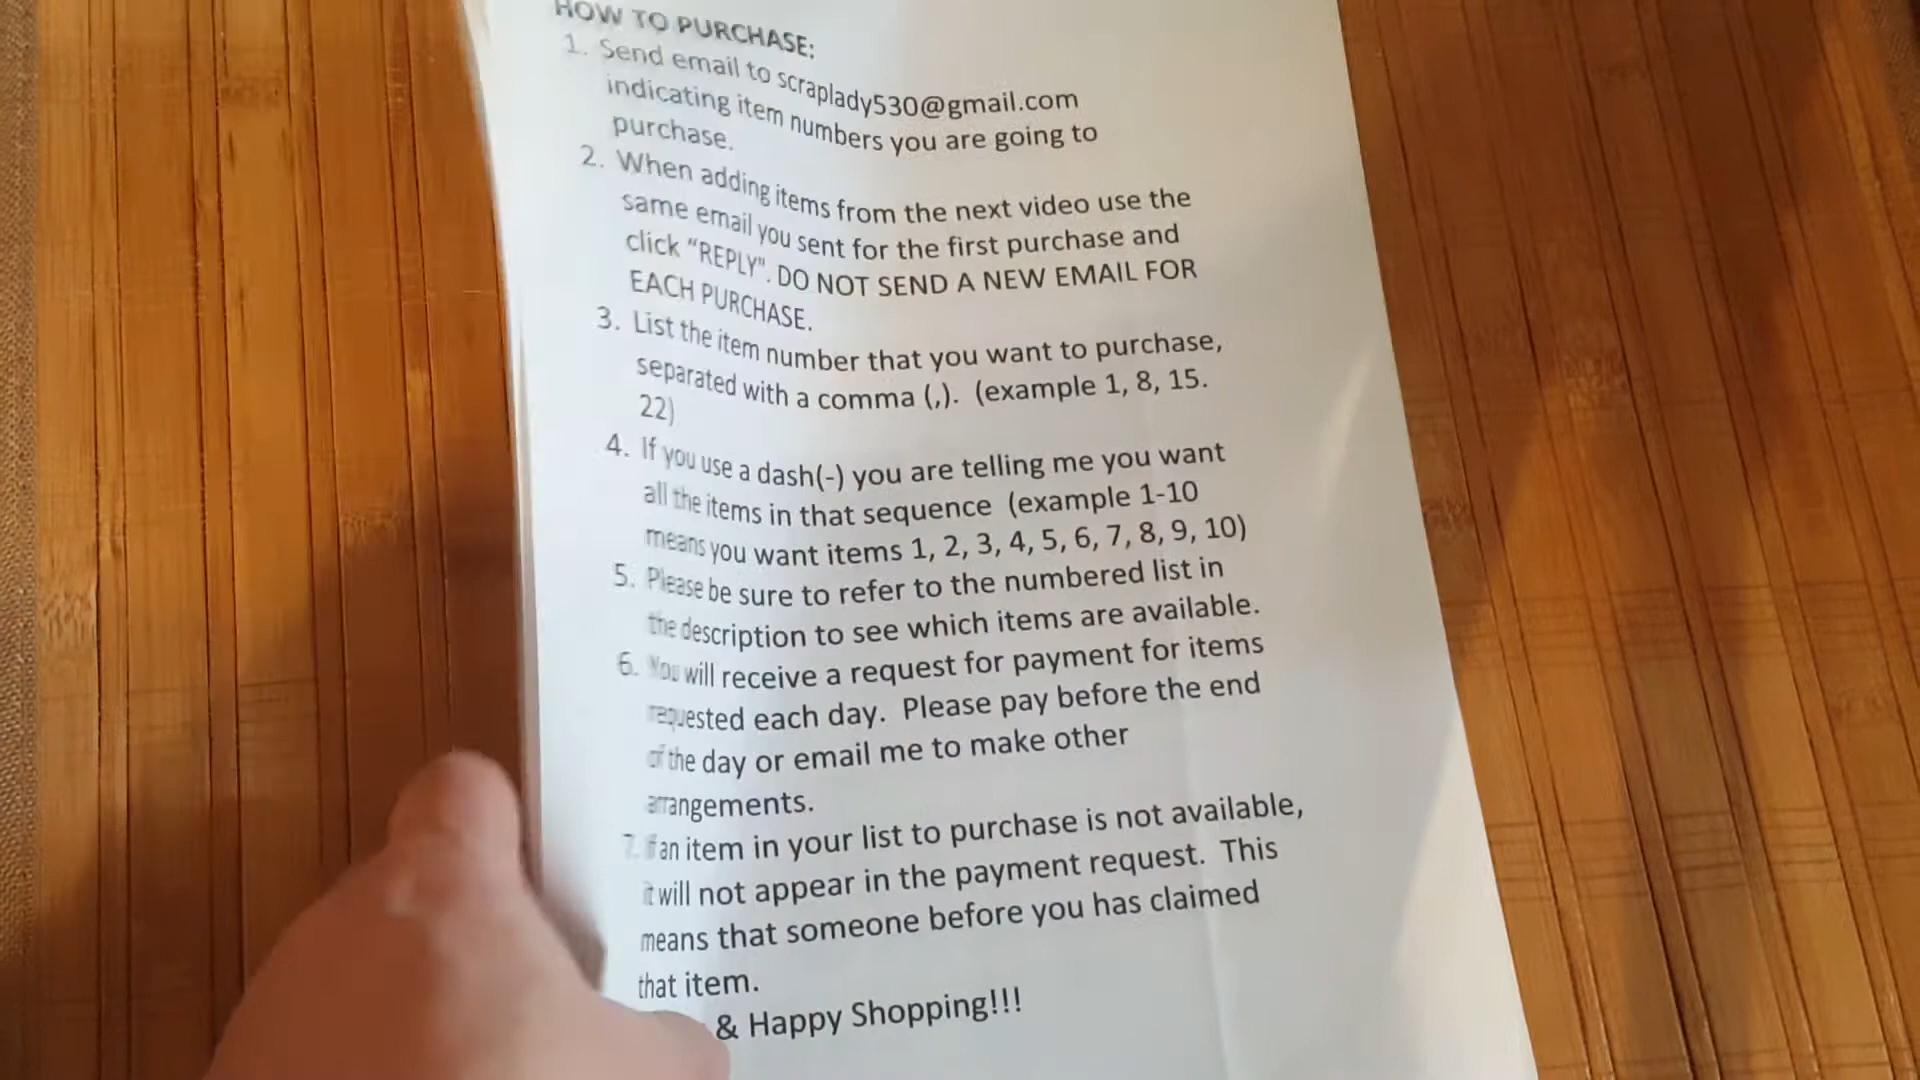 HOW TO PURCHASE:
1. Send email to scraplady530@gmail.com
indicating item numbers you are going to
purchase.
2. When adding items from the next video use the
same email you sent for the first purchase and
click "REPLY". DO NOT SEND A NEW EMAIL FOR
EACH PURCHASE.
3. List the item number that you want to purchase,
separated with a comma (,). (example 1, 8, 15.
22)
4. If you use a dash(-) you are telling me you want
all the items in that sequence (example 1-10
means you want items 1, 2, 3, 4, 5, 6, 7, 8, 9, 10)
5. Please be sure to refer to the numbered list in
the description to see which items are available.
6. You will receive a request for payment for items
requested each day. Please pay before the end
of the day or email me to make other
arrangements.
7. If an item in your list to purchase is not available,
it will not appear in the payment request. This
means that someone before you has claimed
that item.
& Happy Shopping!!!